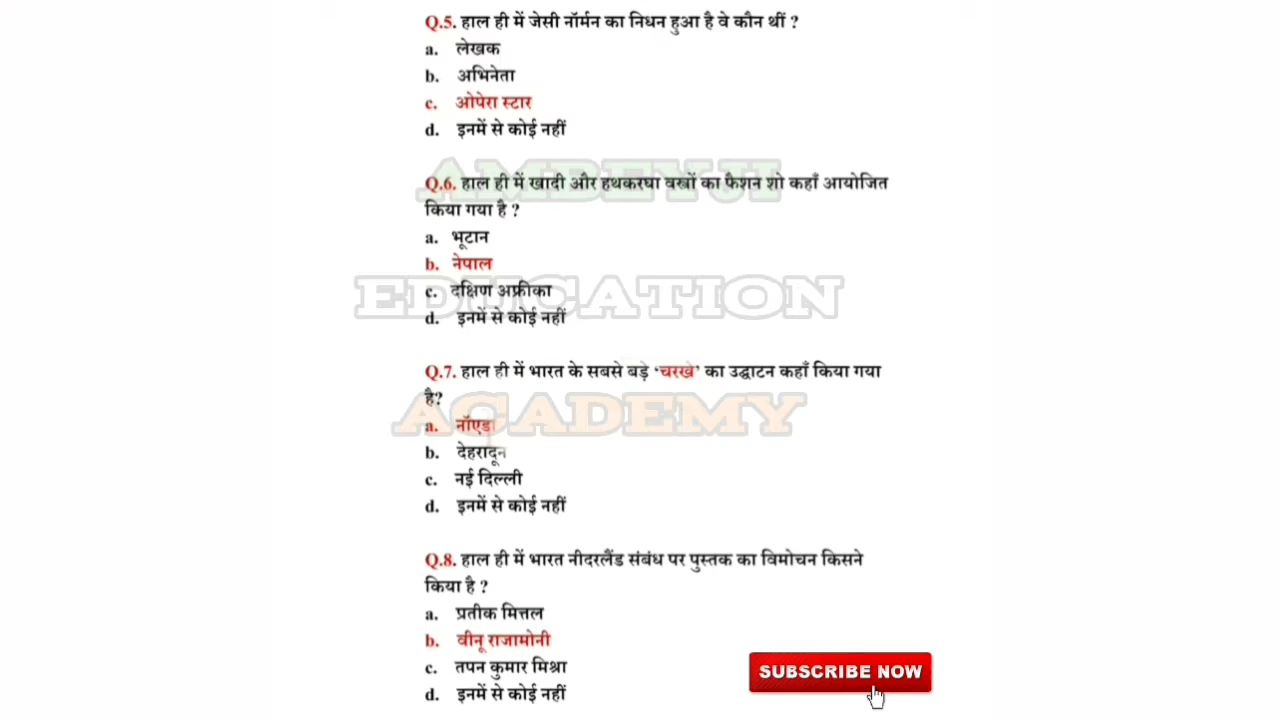 Q.5. हाल ही में जेसी नॉर्मन का निधन हुआ है वे कौन थीं ?
a. लेखक
b. अभिनेता
c. ओपेरा स्टार
d. इनमें से कोई नहीं
AMBEYJI
Q.6. हाल ही में खादी और हथकरघा वस्त्रों का फैशन शो कहाँ आयोजित
किया गया है ?
a. भूटान
b. नेपाल
EDUCATION
c. दक्षिण अफ्रीका
d. इनमें से कोई नहीं
Q.7. हाल ही में भारत के सबसे बड़े ‘चरखे’ का उद्घाटन कहाँ किया गया
है?
ACADEMY
a. नॉएडा
b. देहरादून
c. नई दिल्ली
d. इनमें से कोई नहीं
Q.8. हाल ही में भारत नीदरलैंड संबंध पर पुस्तक का विमोचन किसने
किया है ?
a. प्रतीक मित्तल
b. वीनू राजामोनी
c. तपन कुमार मिश्रा
d. इनमें से कोई नहीं
SUBSCRIBE NOW